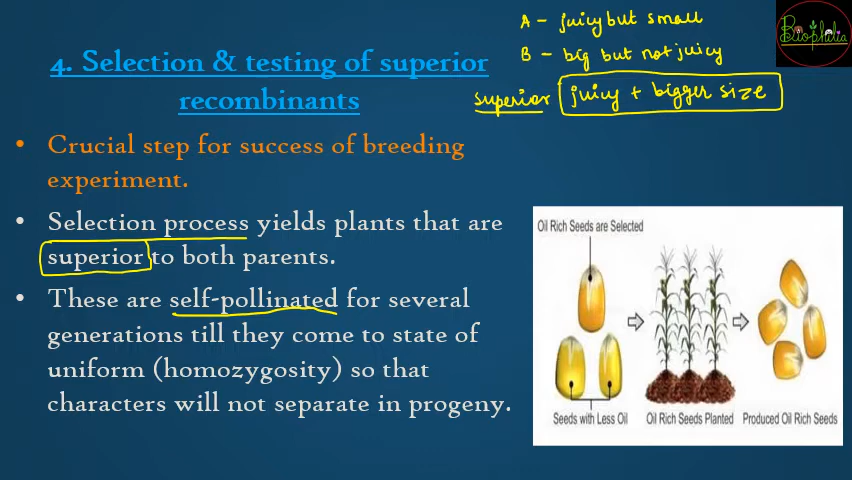 A - juicy but small
B - big but not juicy
superior juicy + bigger size
Biophilia
4. Selection & testing of superior
recombinants
• Crucial step for success of breeding
experiment.
• Selection process yields plants that are
superior to both parents.
• These are self-pollinated for several
generations till they come to state of
uniform (homozygosity) so that
characters will not separate in progeny.
Oil Rich Seeds are Selected
Seeds with Less Oil
Oil Rich Seeds Planted
Produced Oil Rich Seeds